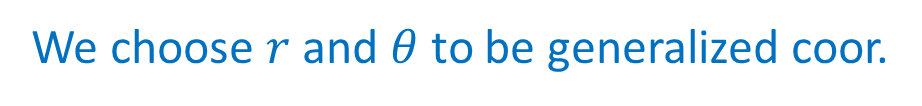 We choose r and θ to be generalized coor.